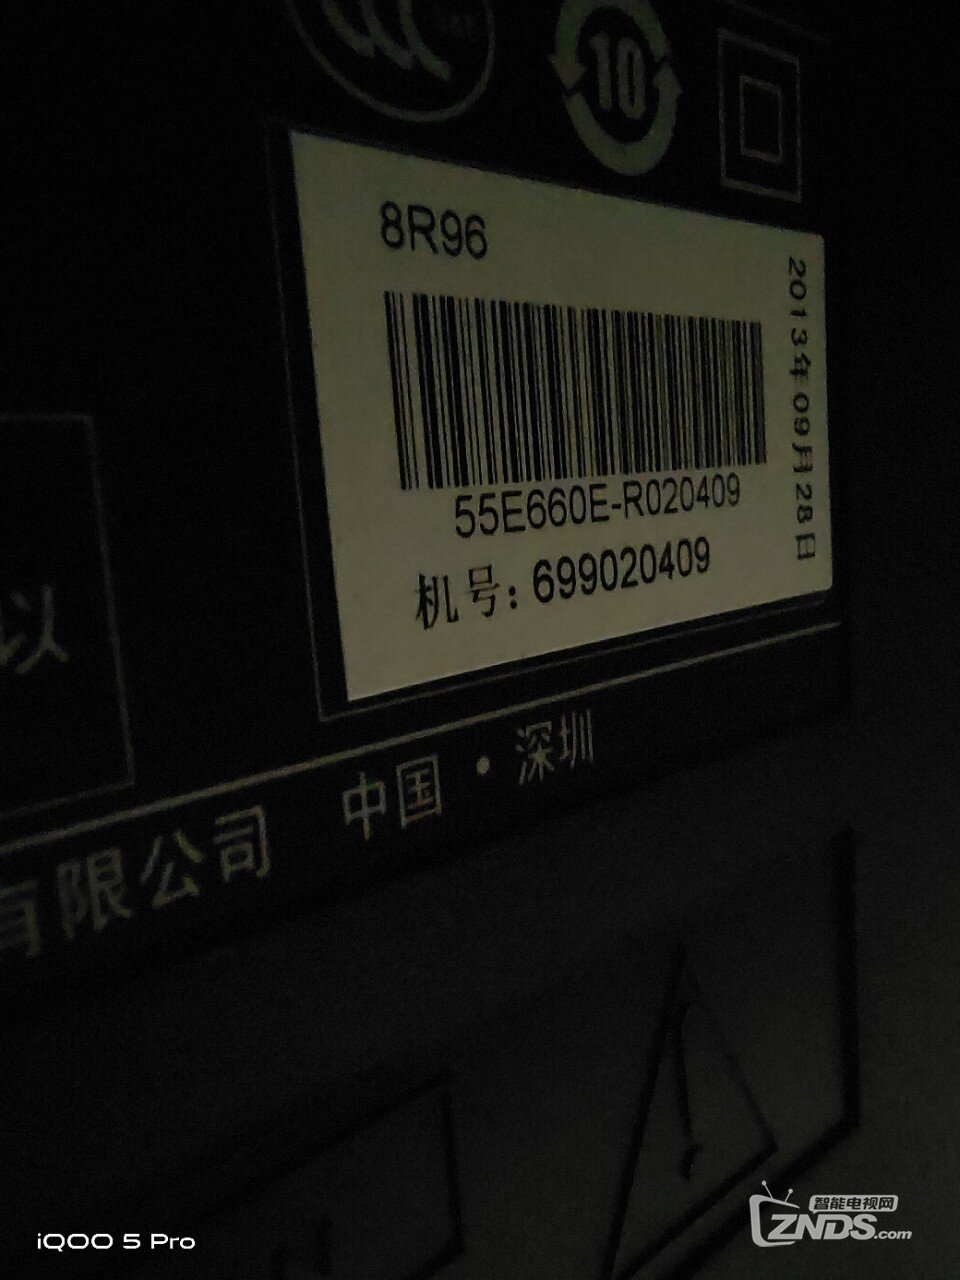 10
8R96
2013年09月28日
55E660E-R020409
机号: 699020409
以
有限公司 中国·深圳
iQOO 5 Pro
智能电视网
ZNDS.com